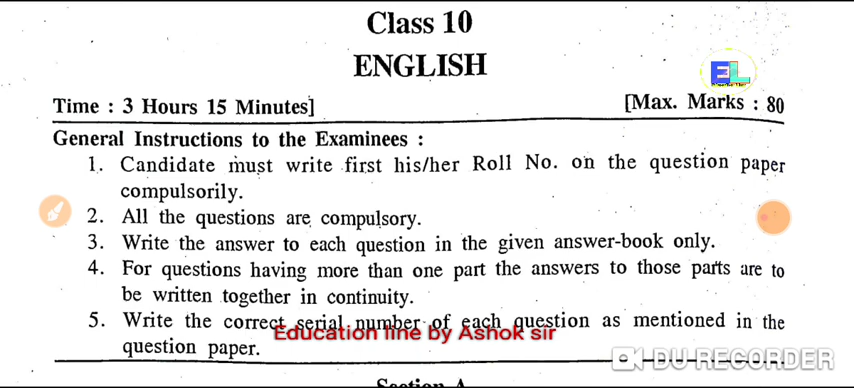 Class 10
ENGLISH
EL
Time : 3 Hours 15 Minutes]
[Max. Marks : 80
General Instructions to the Examinees :
1. Candidate must write first his/her Roll No. on the question paper
compulsorily.
2. All the questions are compulsory.
3. Write the answer to each question in the given answer-book only.
4. For questions having more than one part the answers to those parts are to
be written together in continuity.
5. Write the correct serial number of each question as mentioned in the
Education line by Ashok sir
question paper.
DU RECORDER
Section A